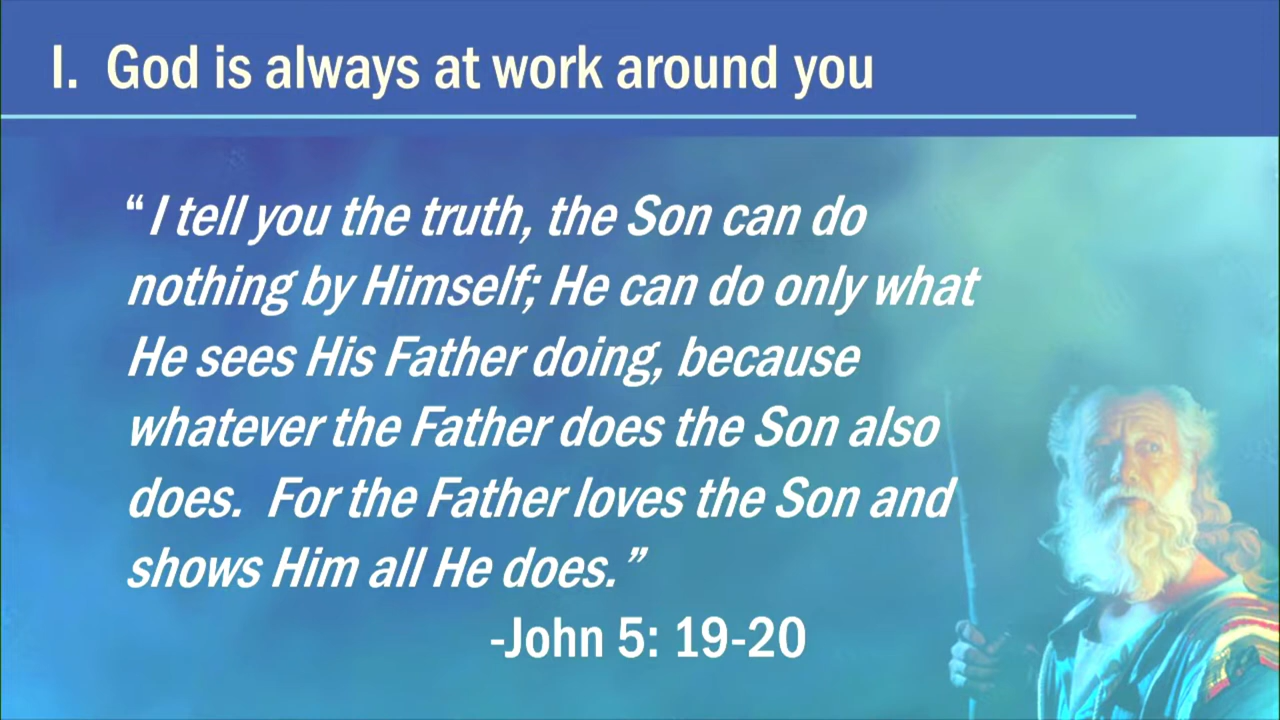 I. God is always at work around you
“ I tell you the truth, the Son can do
nothing by Himself; He can do only what
He sees His Father doing, because
whatever the Father does the Son also
does.  For the Father loves the Son and
shows Him all He does.”
-John 5: 19-20